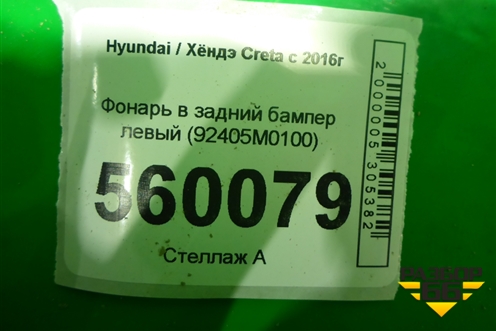 Hyundai / Хёндэ Creta с 2016г
Фонарь в задний бампер
левый (92405M0100)
560079
Стеллаж А
2000005305382